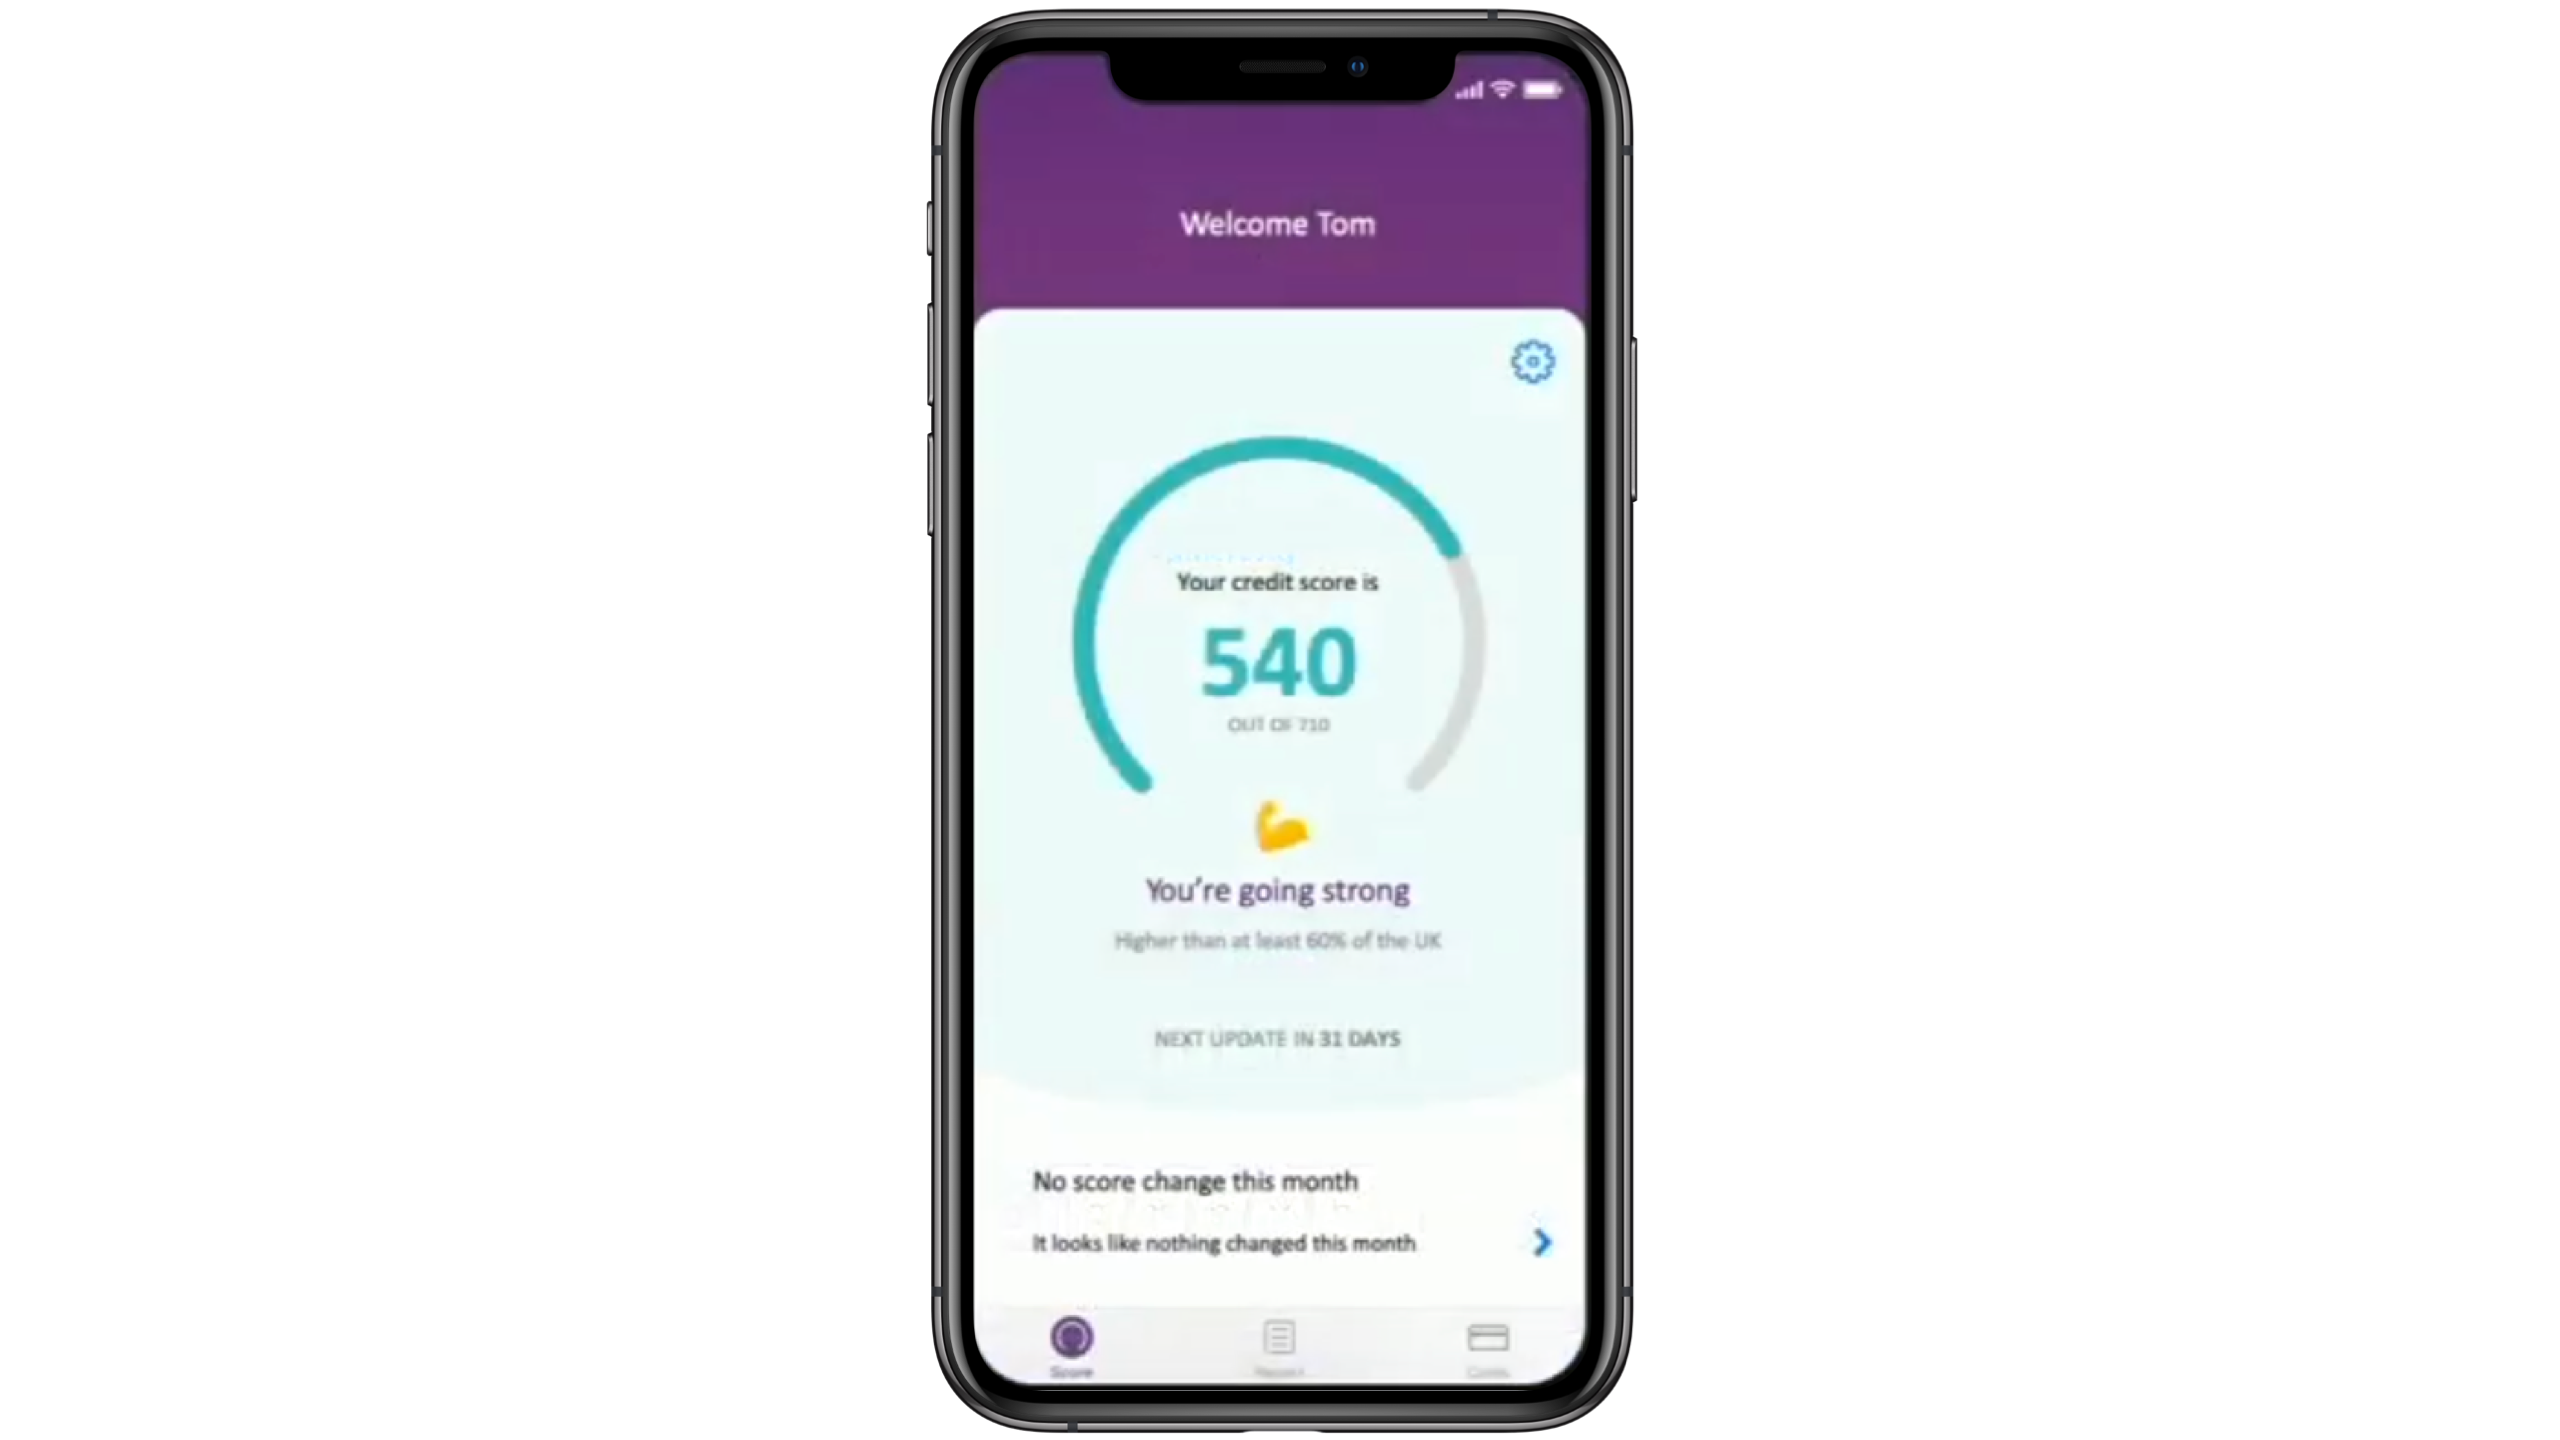 Welcome Tom
Your credit score is
540
OUT OF 710
You're going strong
Higher than at least 60% of the UK
NEXT UPDATE IN 31 DAYS
No score change this month
It looks like nothing changed this month
Score